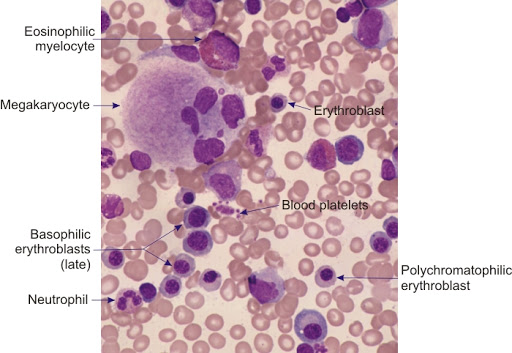 Eosinophilic
myelocyte
Megakaryocyte
Erythroblast
Blood platelets
Basophilic
erythroblasts
(late)
Polychromatophilic
erythroblast
Neutrophil